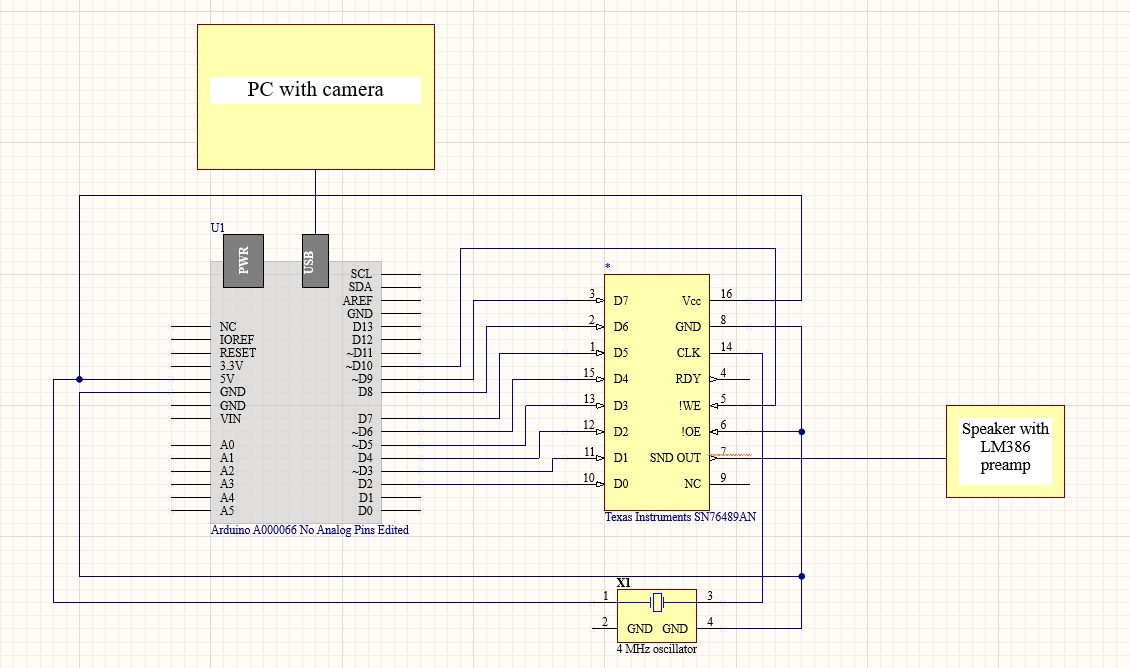 PC with camera
U1
PWR
USB
SCL
SDA
AREF
GND
NC
D13
IOREF
D12
RESET
~D11
3.3V
~D10
5V
~D9
GND
D8
GND
VIN
D7
~D6
A0
~D5
A1
D4
A2
~D3
A3
D2
A4
D1
A5
D0
Arduino A000066 No Analog Pins Edited
*
3 D7 Vcc 16
2 D6 GND 8
1 D5 CLK 14
15 D4 RDY 4
13 D3 !WE 5
12 D2 !OE 6
11 D1 SND OUT 7
10 D0 NC 9
Texas Instruments SN76489AN
Speaker with
LM386
preamp
X1
1 3
2 GND GND 4
4 MHz oscillator